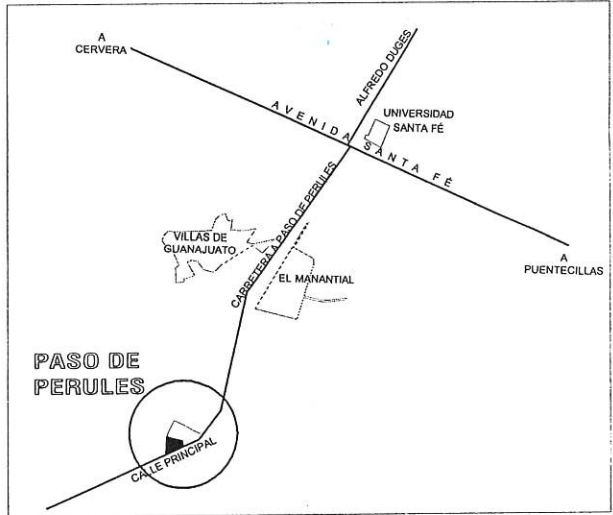 A
CERVERA
ALFREDO DUGES
UNIVERSIDAD
SANTA FÉ
AVENIDA SANTA FÉ
A
PUENTECILLAS
CARRETERA A PASO DE PERULES
VILLAS DE
GUANAJUATO
EL MANANTIAL
PASO DE
PERULES
CALLE PRINCIPAL